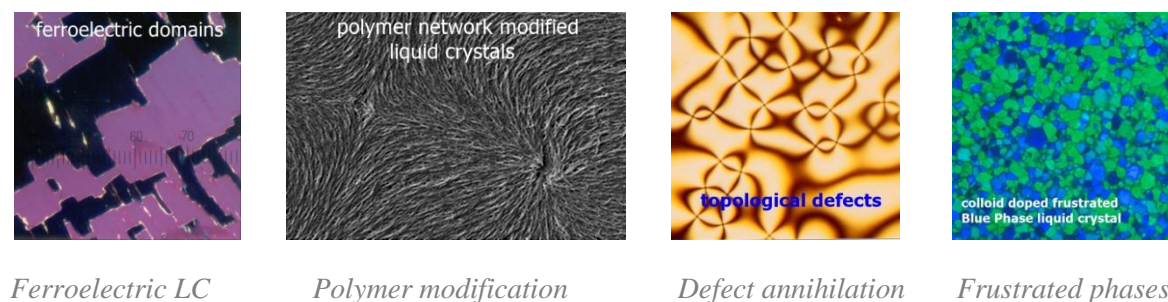 ferroelectric domains
60 70
polymer network modified
liquid crystals
topological defects
colloid doped frustrated
Blue Phase liquid crystal
Ferroelectric LC
Polymer modification
Defect annihilation
Frustrated phases